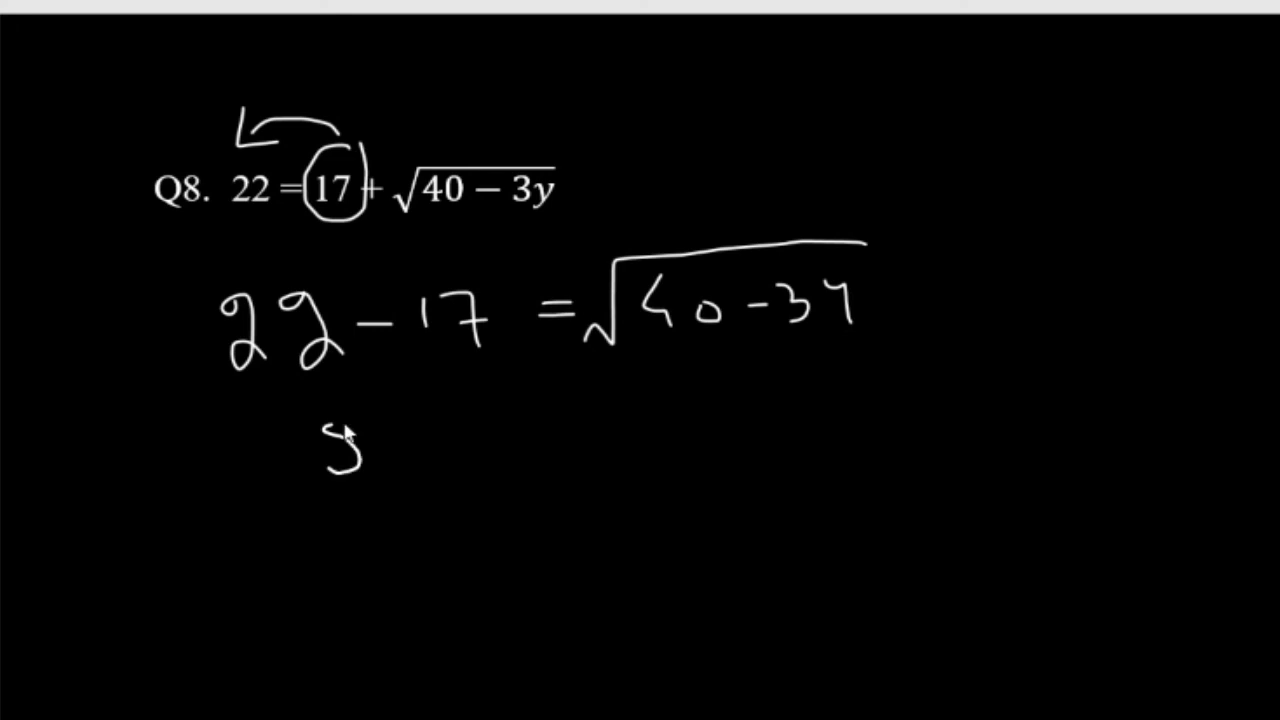 Q8. 22 = 17 + √40 − 3y
22 - 17 = √40 - 3y
5